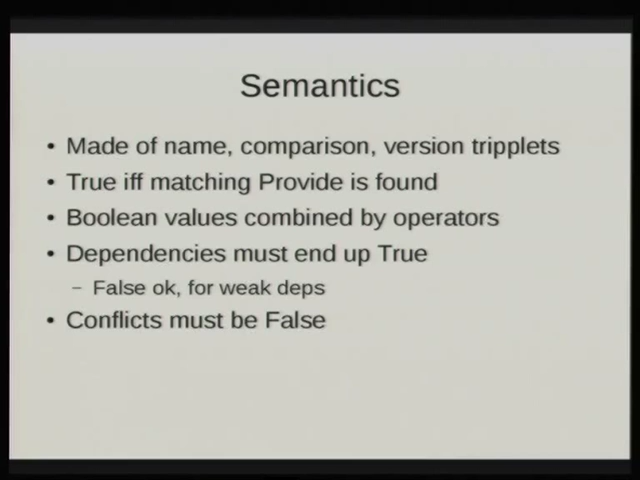 Semantics
• Made of name, comparison, version tripplets
• True iff matching Provide is found
• Boolean values combined by operators
• Dependencies must end up True
– False ok, for weak deps
• Conflicts must be False